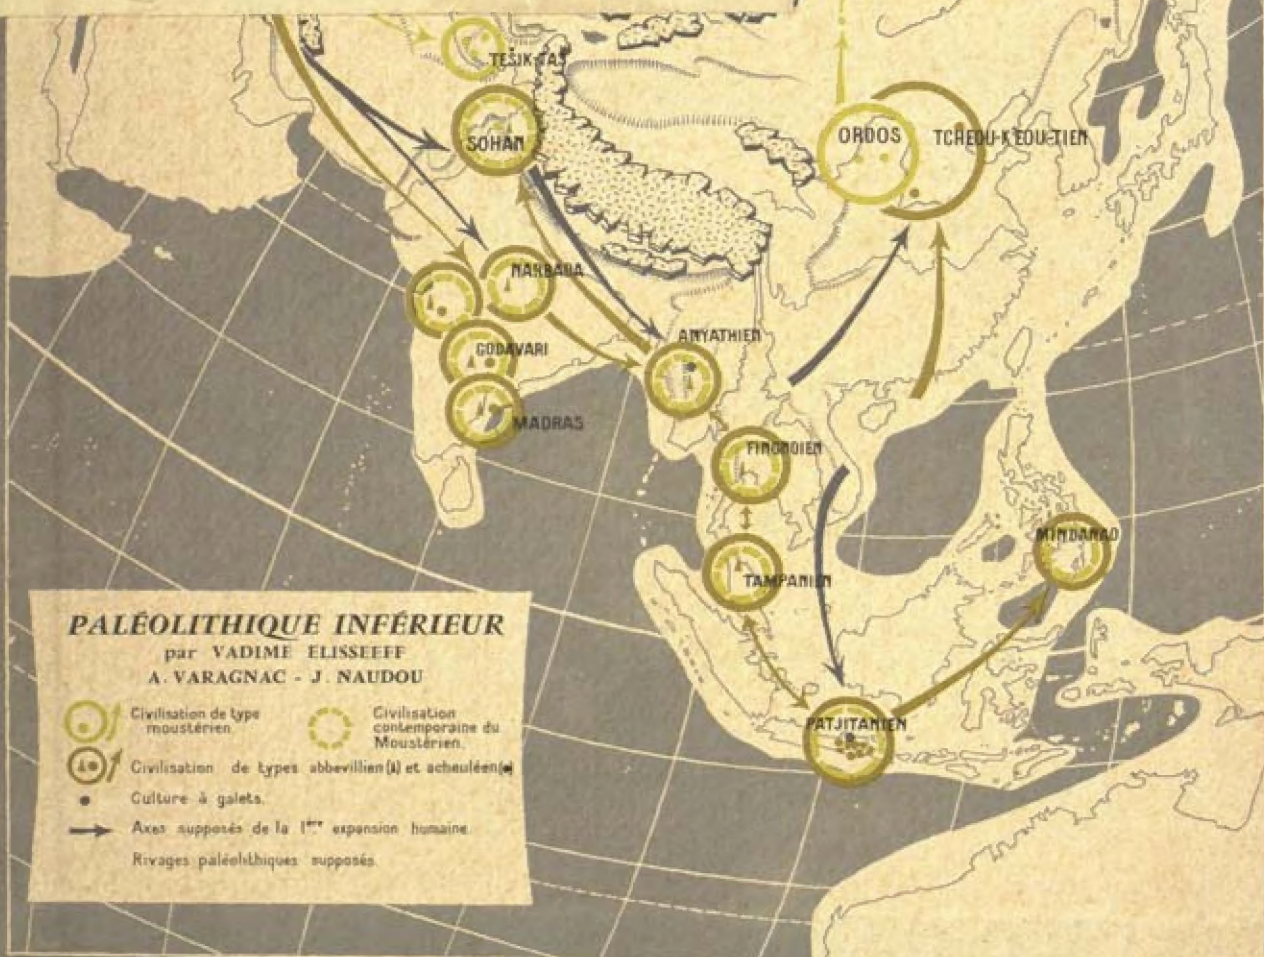 TEŠIK-TAŠ
SOHAN
ORDOS
TCHEOU-K'EOU-TIEN
NARBADA
GODAVARI
MADRAS
ANYATHIEN
FINGNOIEN
TAMPANIEN
MINDANAO
PATJITANIEN
PALÉOLITHIQUE INFÉRIEUR
par VADIME ELISSEEFF
A. VARAGNAC - J. NAUDOU
Civilisation de type
moustérien.
Civilisation
contemporaine du
Moustérien.
Civilisation de types abbevillien (▲) et acheuléen (●)
Culture à galets.
Axes supposés de la 1ère expansion humaine.
Rivages paléolithiques supposés.